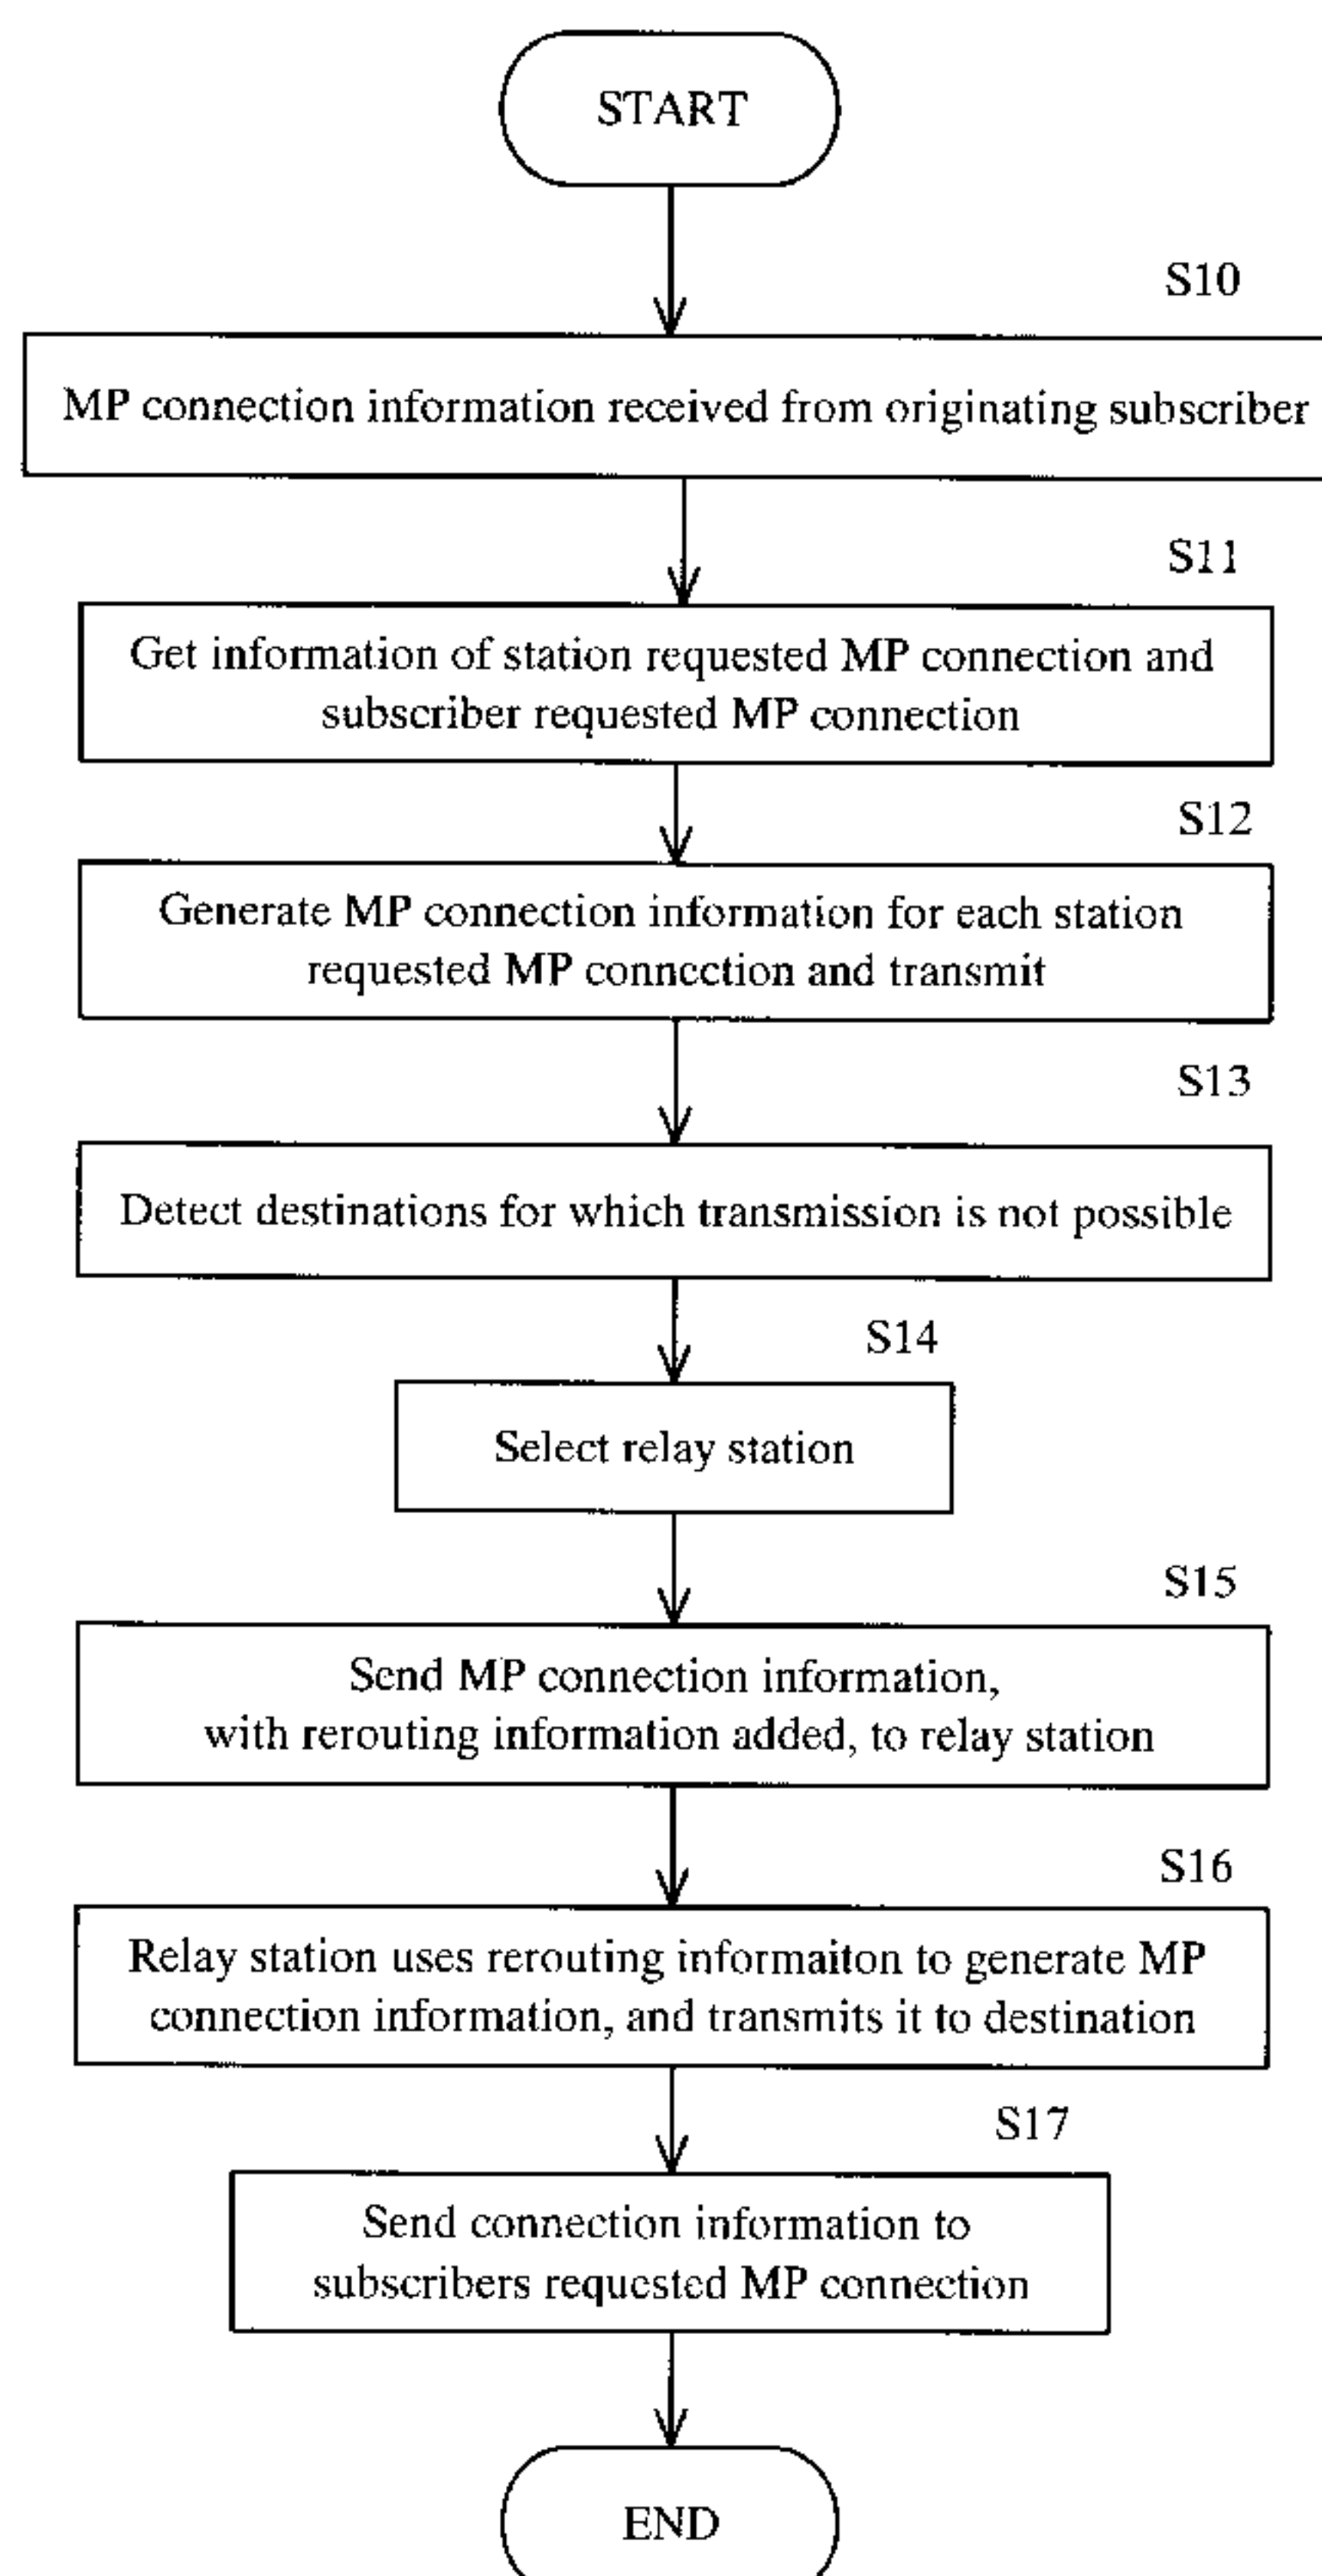 START
S10
MP connection information received from originating subscriber
S11
Get information of station requested MP connection and
subscriber requested MP connection
S12
Generate MP connection information for each station
requested MP connection and transmit
S13
Detect destinations for which transmission is not possible
S14
Select relay station
S15
Send MP connection information,
with rerouting information added, to relay station
S16
Relay station uses rerouting informaiton to generate MP
connection information, and transmits it to destination
S17
Send connection information to
subscribers requested MP connection
END